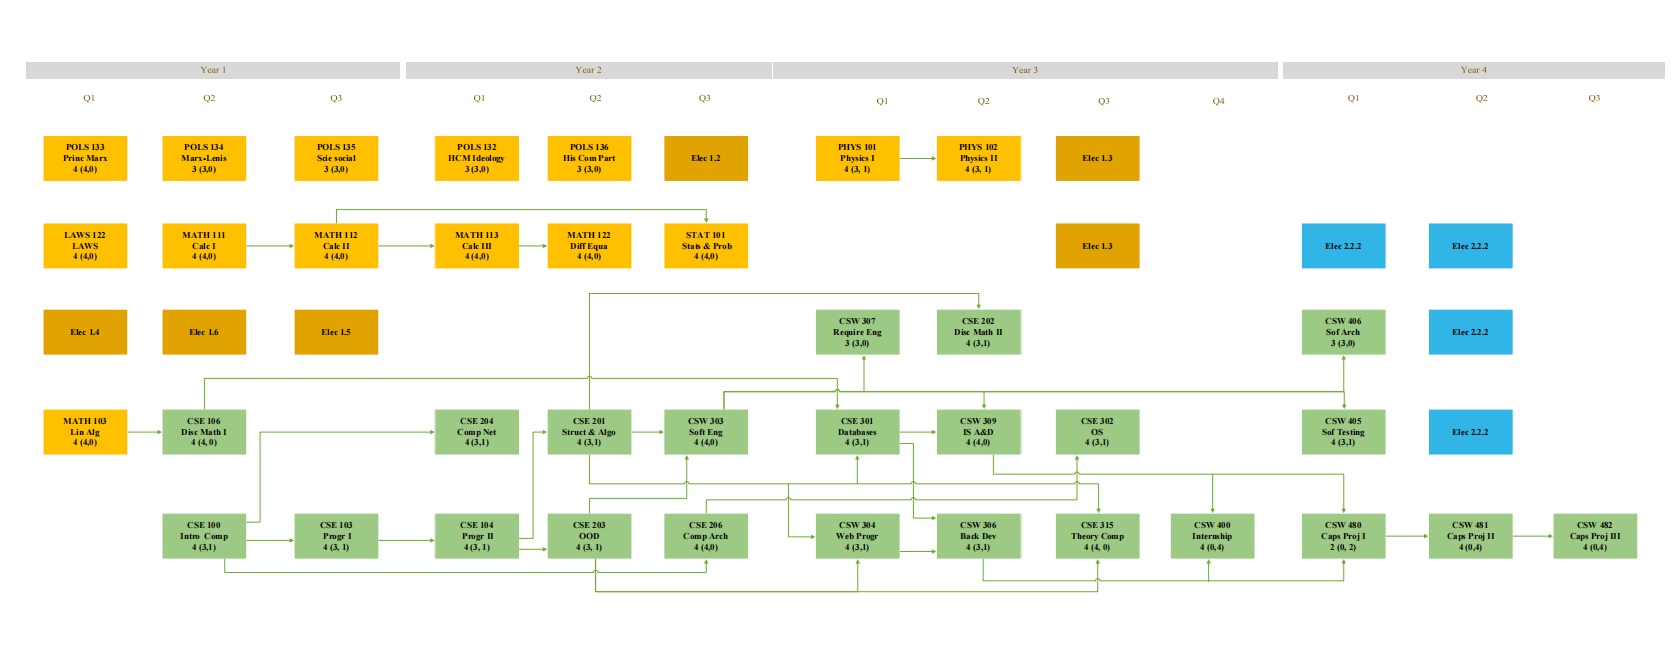 Year 1
Year 2
Year 3
Year 4
Q1
Q2
Q3
Q1
Q2
Q3
Q1
Q2
Q3
Q4
Q1
Q2
Q3
POLS 133
Princ Marx
4 (4,0)
POLS 134
Marx-Lenis
3 (3,0)
POLS 135
Scie social
3 (3,0)
POLS 132
HCM Ideology
3 (3,0)
POLS 136
His Com Part
3 (3,0)
Elec 1.2
PHYS 101
Physics I
4 (3, 1)
PHYS 102
Physics II
4 (3, 1)
Elec 1.3
LAWS 122
LAWS
4 (4,0)
MATH 111
Calc I
4 (4,0)
MATH 112
Calc II
4 (4,0)
MATH 113
Calc III
4 (4,0)
MATH 122
Diff Equa
4 (4,0)
STAT 101
Stats & Prob
4 (4,0)
Elec 1.3
Elec 2.2.2
Elec 2.2.2
Elec 1.4
Elec 1.6
Elec 1.5
CSW 307
Require Eng
3 (3,0)
CSE 202
Disc Math II
4 (3,1)
CSW 406
Sof Arch
3 (3,0)
Elec 2.2.2
MATH 103
Lin Alg
4 (4,0)
CSE 106
Disc Math I
4 (4, 0)
CSE 204
Comp Net
4 (3,1)
CSE 201
Struct & Algo
4 (3,1)
CSW 303
Soft Eng
4 (4,0)
CSE 301
Databases
4 (3,1)
CSW 309
IS A&D
4 (4,0)
CSE 302
OS
4 (3,1)
CSW 405
Sof Testing
4 (3,1)
Elec 2.2.2
CSE 100
Intro Comp
4 (3,1)
CSE 103
Progr I
4 (3, 1)
CSE 104
Progr II
4 (3, 1)
CSE 203
OOD
4 (3, 1)
CSE 206
Comp Arch
4 (4,0)
CSW 304
Web Progr
4 (3,1)
CSW 306
Back Dev
4 (3,1)
CSE 315
Theory Comp
4 (4, 0)
CSW 400
Internship
4 (0,4)
CSW 480
Caps Proj I
2 (0, 2)
CSW 481
Caps Proj II
4 (0,4)
CSW 482
Caps Proj III
4 (0,4)